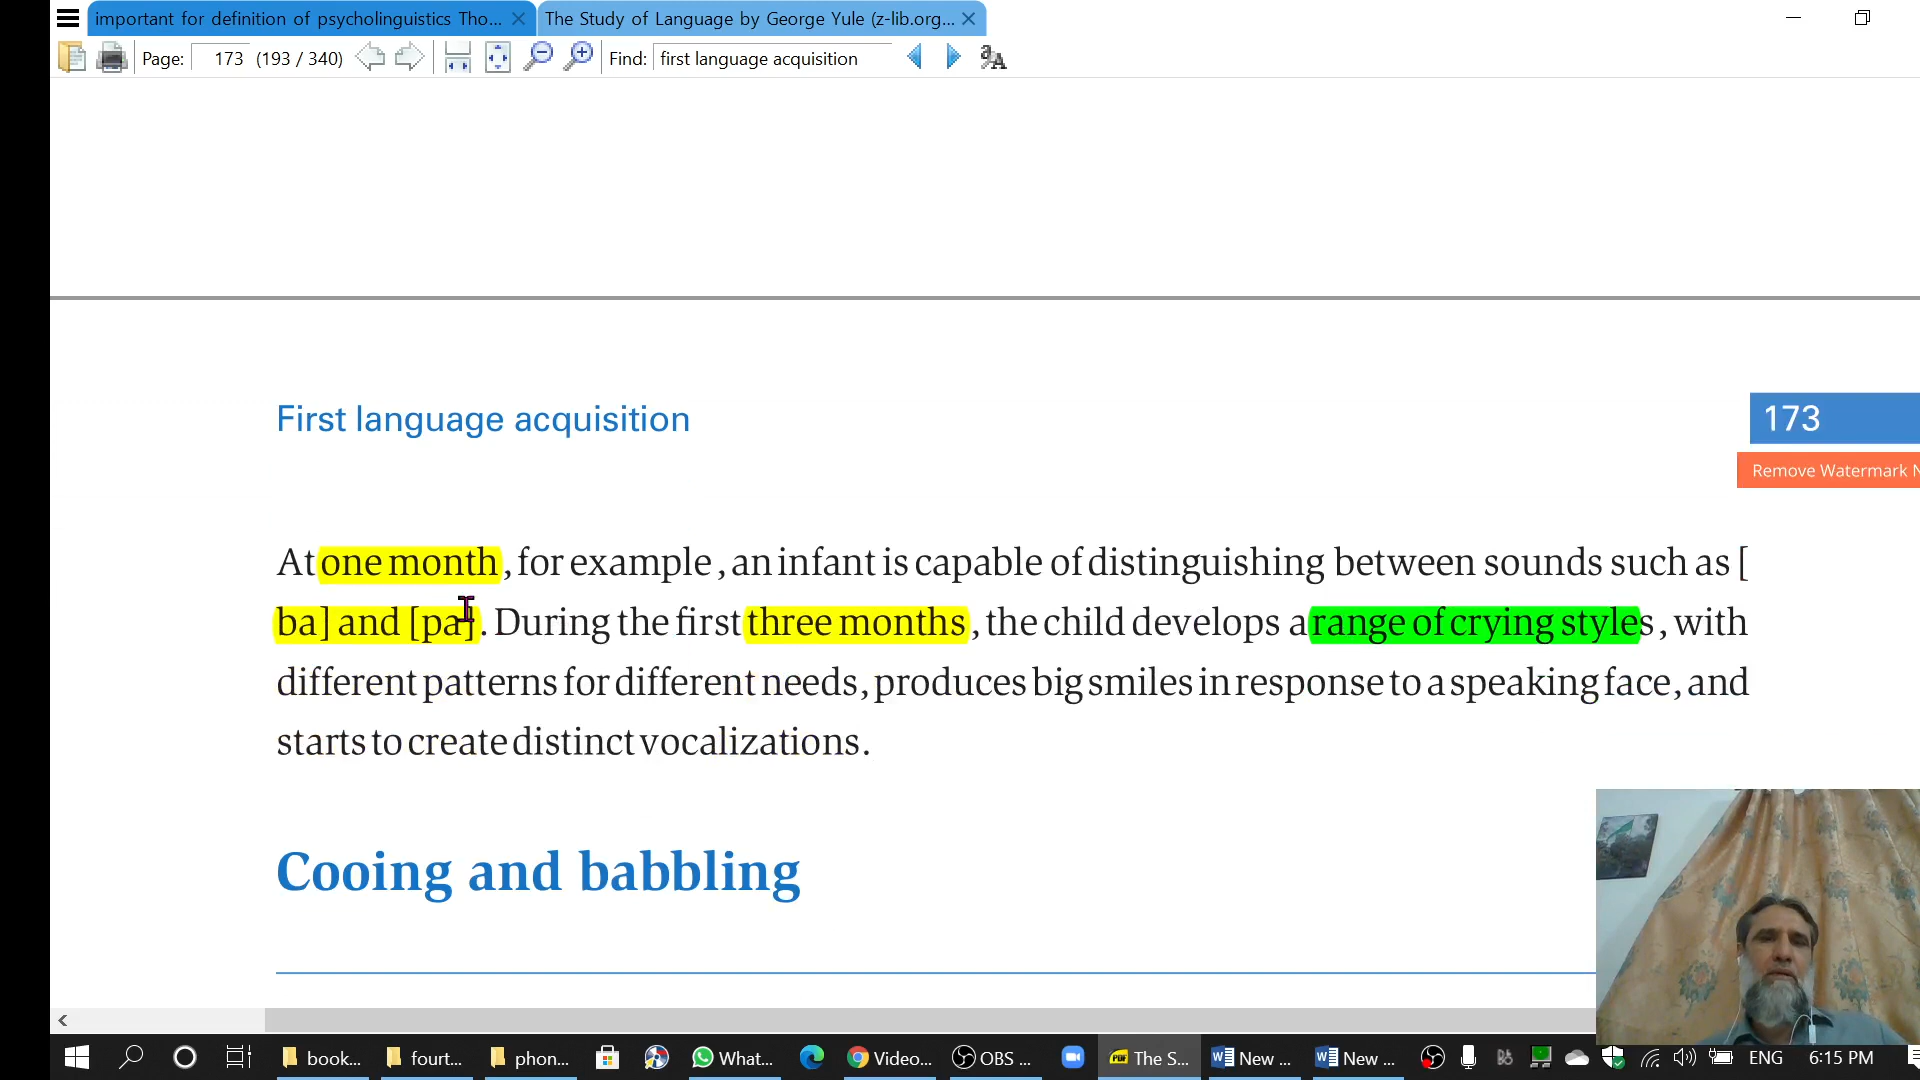 important for definition of psycholinguistics Tho...
The Study of Language by George Yule (z-lib.org...
Page: 173 (193 / 340) Find: first language acquisition
First language acquisition
173
Remove Watermark N
At one month, for example, an infant is capable of distinguishing between sounds such as [
ba] and [pa]. During the first three months, the child develops a range of crying styles, with
different patterns for different needs, produces big smiles in response to a speaking face, and
starts to create distinct vocalizations.
Cooing and babbling
book... fourt... phon... What... Video... OBS ... The S... New ... New ... ENG 6:15 PM